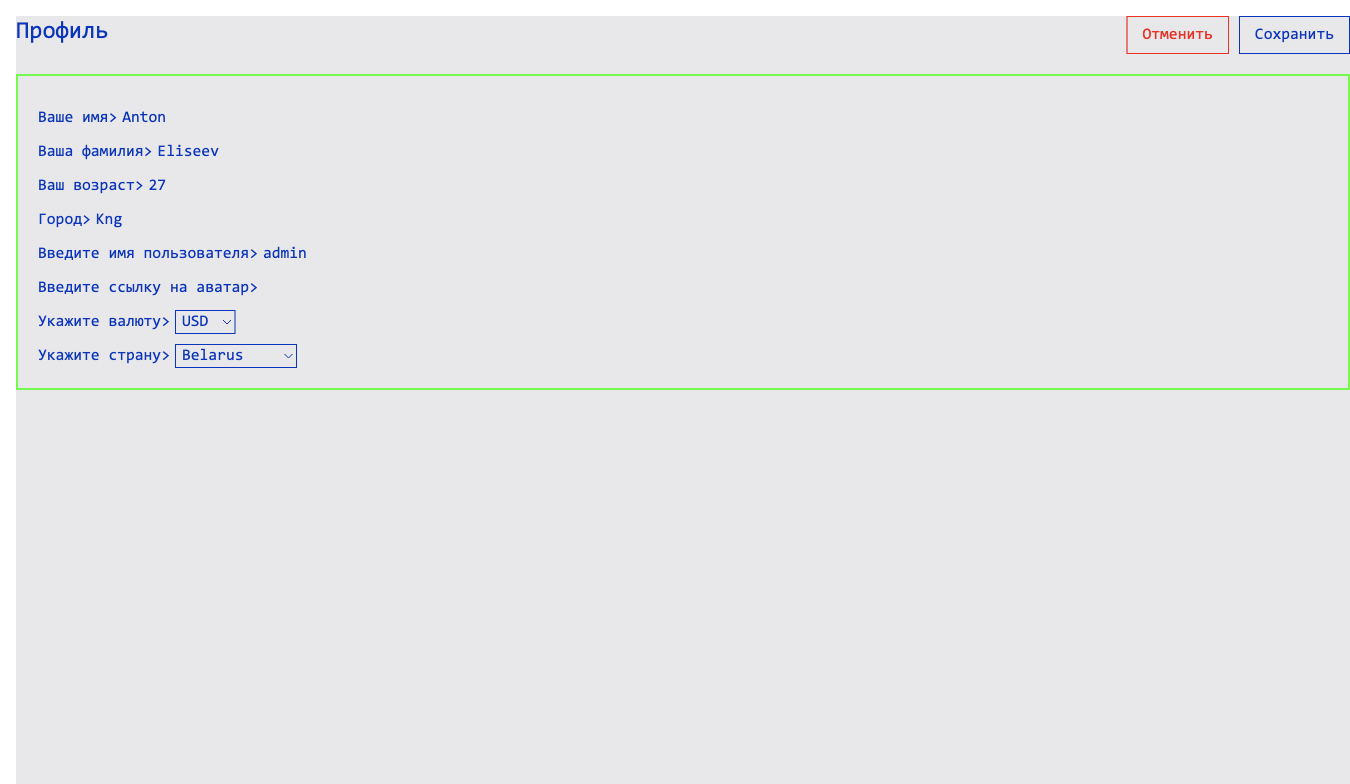 Профиль
Отменить
Сохранить
Ваше имя> Anton
Ваша фамилия> Eliseev
Ваш возраст> 27
Город> Kng
Введите имя пользователя> admin
Введите ссылку на аватар>
Укажите валюту> USD
Укажите страну> Belarus